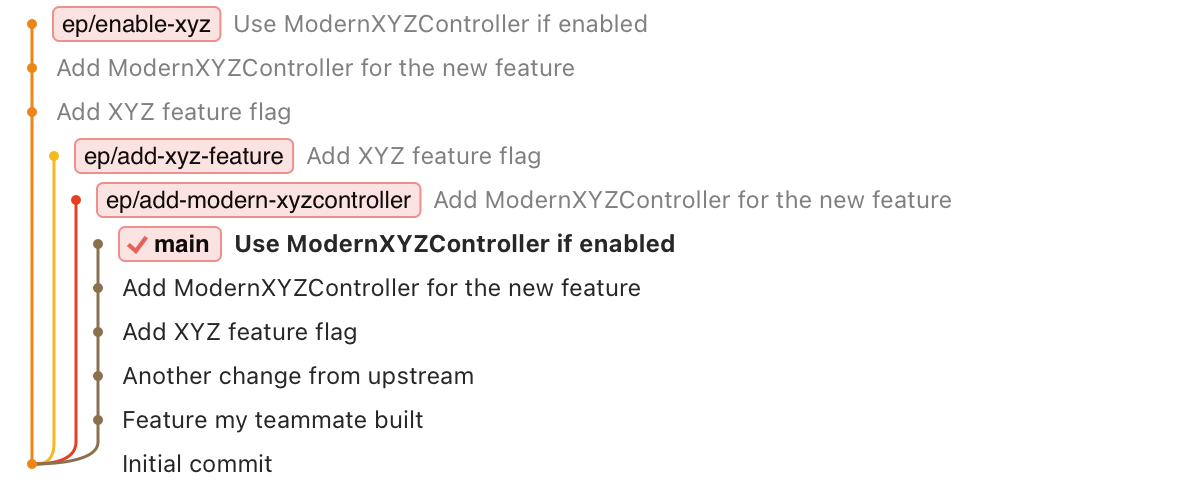 ep/enable-xyz Use ModernXYZController if enabled
Add ModernXYZController for the new feature
Add XYZ feature flag
ep/add-xyz-feature Add XYZ feature flag
ep/add-modern-xyzcontroller Add ModernXYZController for the new feature
main Use ModernXYZController if enabled
Add ModernXYZController for the new feature
Add XYZ feature flag
Another change from upstream
Feature my teammate built
Initial commit